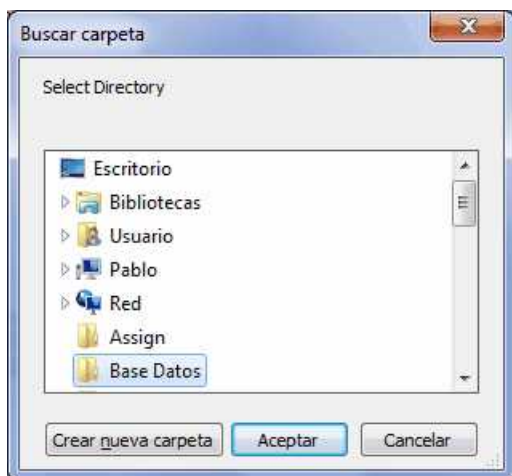 Buscar carpeta
Select Directory
Escritorio
Bibliotecas
Usuario
Pablo
Red
Assign
Base Datos
Crear nueva carpeta Aceptar Cancelar